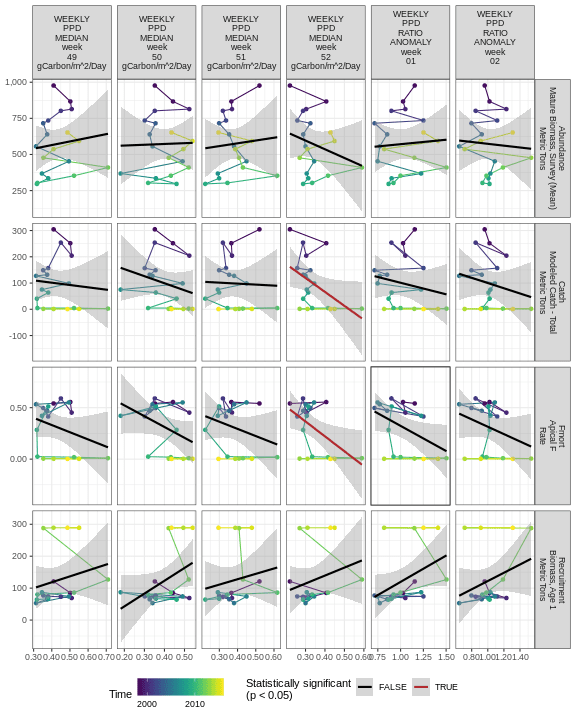 WEEKLY
PPD
MEDIAN
week
49
gCarbon/m^2/Day
WEEKLY
PPD
MEDIAN
week
50
gCarbon/m^2/Day
WEEKLY
PPD
MEDIAN
week
51
gCarbon/m^2/Day
WEEKLY
PPD
MEDIAN
week
52
gCarbon/m^2/Day
WEEKLY
PPD
RATIO
ANOMALY
week
01
WEEKLY
PPD
RATIO
ANOMALY
week
02
1,000
750
500
250
Abundance
Mature Biomass, Survey (Mean)
Metric Tons
300
200
100
0
-100
Catch
Modeled Catch - Total
Metric Tons
0.50
0.00
Fmort
Apical F
Rate
300
200
100
0
Recruitment
Biomass, Age 1
Metric Tons
0.30 0.40 0.50 0.60 0.70
0.20 0.30 0.40 0.50
0.30 0.40 0.50 0.60
0.30 0.40 0.50 0.60
0.75 1.00 1.25 1.50
0.80 1.00 1.20 1.40
Time
2000 2010
Statistically significant
(p < 0.05)
FALSE
TRUE